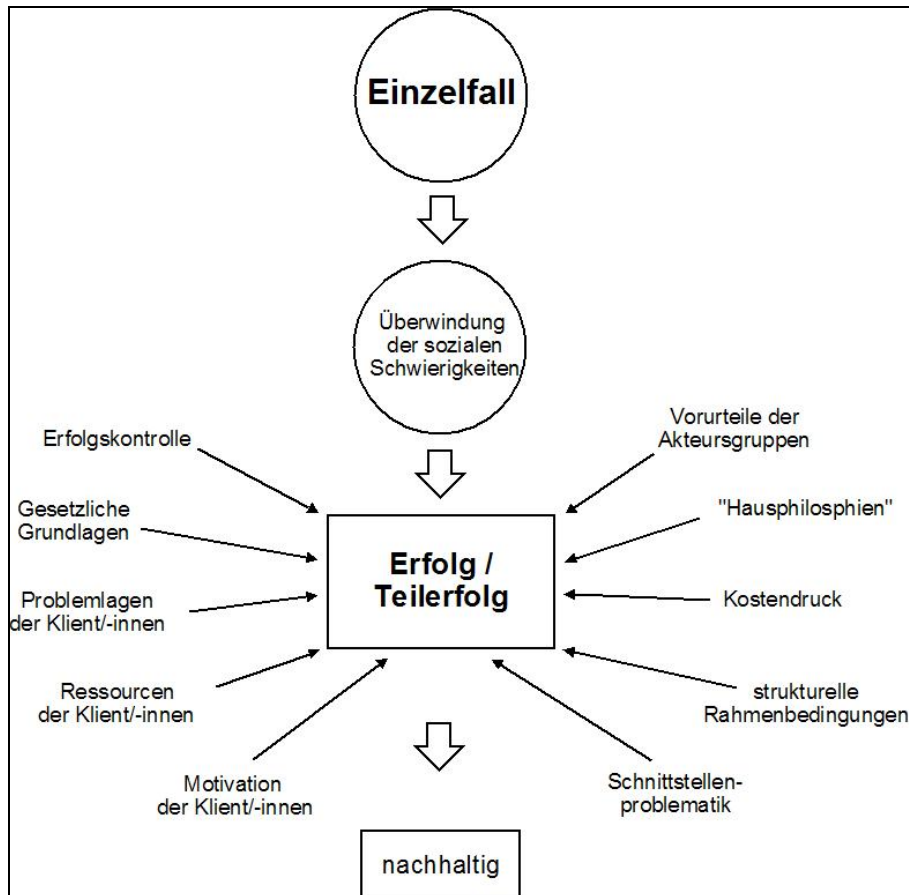 Einzelfall
Überwindung
der sozialen
Schwierigkeiten
Erfolgskontrolle
Vorurteile der
Akteursgruppen
Gesetzliche
Grundlagen
"Hausphilosphien"
Erfolg /
Teilerfolg
Problemlagen
der Klient/-innen
Kostendruck
Ressourcen
der Klient/-innen
strukturelle
Rahmenbedingungen
Motivation
der Klient/-innen
Schnittstellen-
problematik
nachhaltig